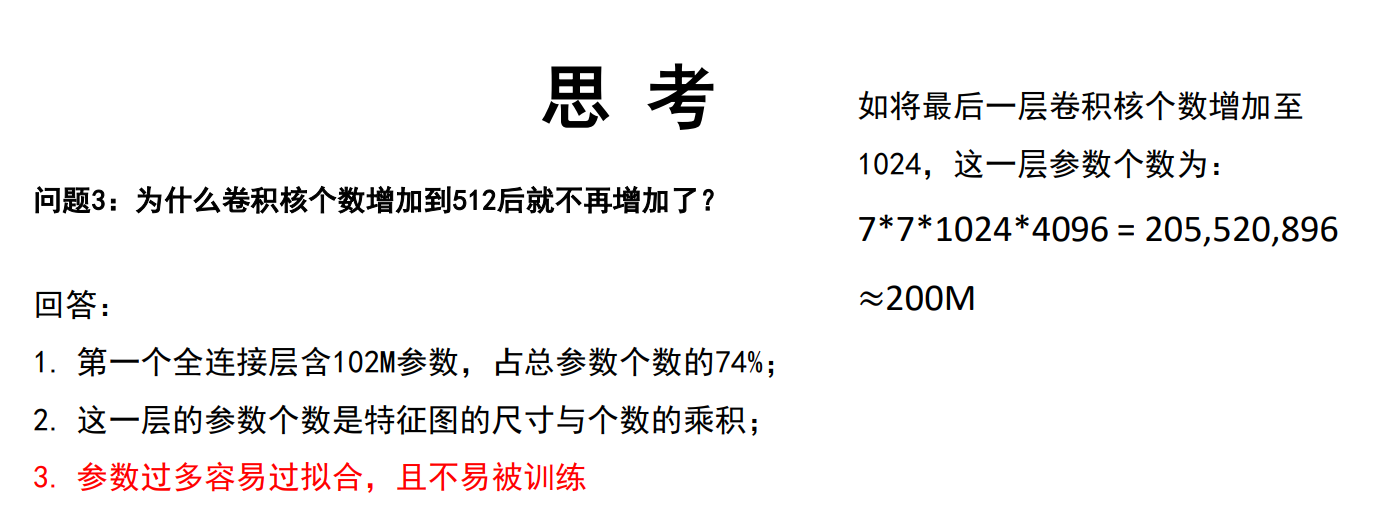 思 考
问题3：为什么卷积核个数增加到512后就不再增加了？
回答：
1. 第一个全连接层含102M参数，占总参数个数的74%；
2. 这一层的参数个数是特征图的尺寸与个数的乘积；
3. 参数过多容易过拟合，且不易被训练
如将最后一层卷积核个数增加至
1024，这一层参数个数为：
7*7*1024*4096 = 205,520,896
≈200M